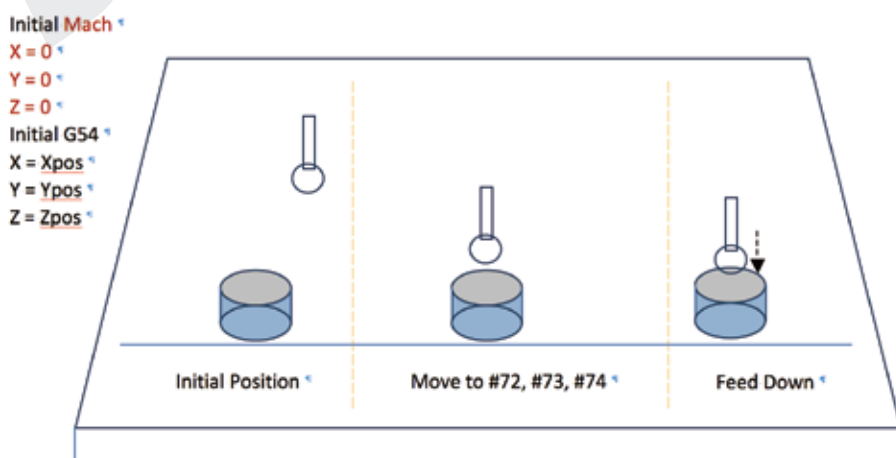 Initial Mach
X = 0
Y = 0
Z = 0
Initial G54
X = Xpos
Y = Ypos
Z = Zpos
Initial Position
Move to #72, #73, #74
Feed Down